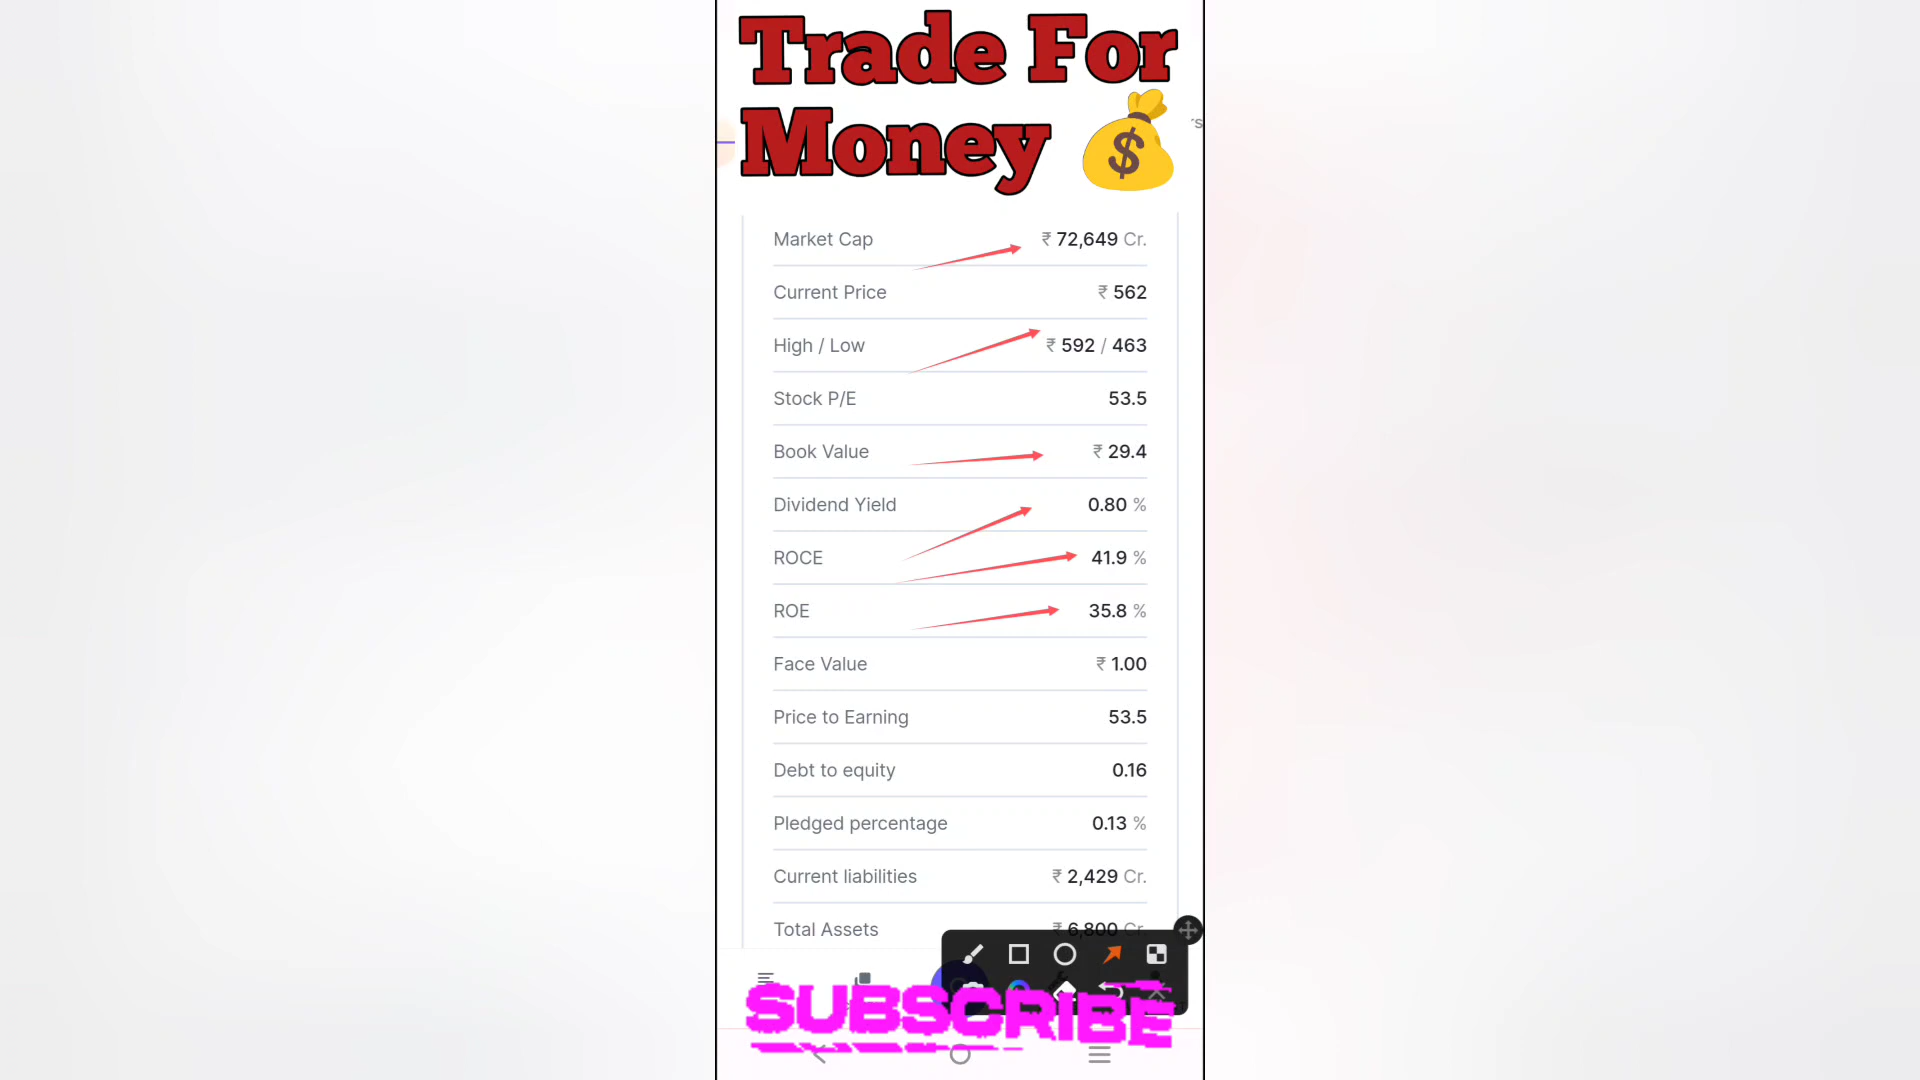 Trade For
Money
Market Cap ₹ 72,649 Cr.
Current Price ₹ 562
High / Low ₹ 592 / 463
Stock P/E 53.5
Book Value ₹ 29.4
Dividend Yield 0.80 %
ROCE 41.9 %
ROE 35.8 %
Face Value ₹ 1.00
Price to Earning 53.5
Debt to equity 0.16
Pledged percentage 0.13 %
Current liabilities ₹ 2,429 Cr.
Total Assets ₹ 6,800 Cr.
SUBSCRIBE